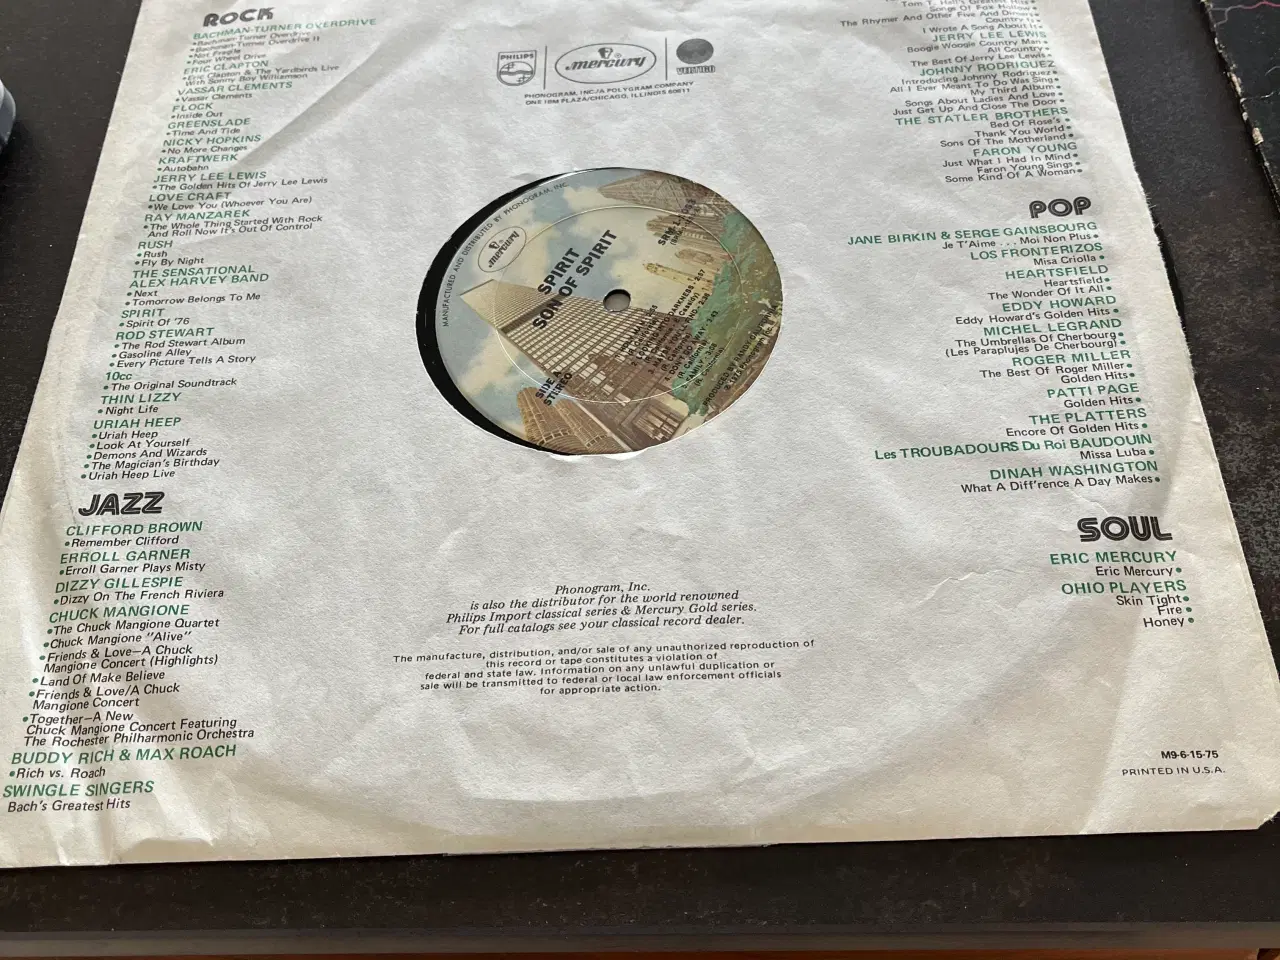 ROCK
BACHMAN-TURNER OVERDRIVE
•Bachman-Turner Overdrive
•Bachman-Turner Overdrive II
•Not Fragile
•Four Wheel Drive
ERIC CLAPTON
•Eric Clapton & The Yardbirds Live
With Sonny Boy Williamson
VASSAR CLEMENTS
•Vassar Clements
FLOCK
•Inside Out
GREENSLADE
•Time And Tide
NICKY HOPKINS
•No More Changes
KRAFTWERK
•Autobahn
JERRY LEE LEWIS
•The Golden Hits Of Jerry Lee Lewis
LOVE CRAFT
•We Love You (Whoever You Are)
RAY MANZAREK
•The Whole Thing Started With Rock
And Roll Now It's Out Of Control
RUSH
•Rush
•Fly By Night
THE SENSATIONAL
ALEX HARVEY BAND
•Next
•Tomorrow Belongs To Me
SPIRIT
•Spirit Of '76
ROD STEWART
•The Rod Stewart Album
•Gasoline Alley
•Every Picture Tells A Story
10cc
•The Original Soundtrack
THIN LIZZY
•Night Life
URIAH HEEP
•Uriah Heep
•Look At Yourself
•Demons And Wizards
•The Magician's Birthday
•Uriah Heep Live
JAZZ
CLIFFORD BROWN
•Remember Clifford
ERROLL GARNER
•Erroll Garner Plays Misty
DIZZY GILLESPIE
•Dizzy On The French Riviera
CHUCK MANGIONE
•The Chuck Mangione Quartet
•Chuck Mangione "Alive"
•Friends & Love—A Chuck
Mangione Concert (Highlights)
•Land Of Make Believe
•Friends & Love/A Chuck
Mangione Concert
•Together—A New
Chuck Mangione Concert Featuring
The Rochester Philharmonic Orchestra
BUDDY RICH & MAX ROACH
•Rich vs. Roach
SWINGLE SINGERS
Bach's Greatest Hits
PHILIPS
mercury
VERTIGO
PHONOGRAM, INC./A POLYGRAM COMPANY
ONE IBM PLAZA/CHICAGO, ILLINOIS 60611
MANUFACTURED AND DISTRIBUTED BY PHONOGRAM, INC.
mercury
SPIRIT
SON OF SPIRIT
SIDE A
STEREO
Phonogram, Inc.
is also the distributor for the world renowned
Philips Import classical series & Mercury Gold series.
For full catalogs see your classical record dealer.
The manufacture, distribution, and/or sale of any unauthorized reproduction of
this record or tape constitutes a violation of
federal and state law. Information on any unlawful duplication or
sale will be transmitted to federal or local law enforcement officials
for appropriate action.
Tom T. Hall's Greatest Hits•
Songs Of Fox Hollow•
The Rhymer And Other Five And Dimers•
I Wrote A Song About It•
JERRY LEE LEWIS
Boogie Woogie Country Man•
The Best Of Jerry Lee Lewis•
JOHNNY RODRIGUEZ
Introducing Johnny Rodriguez•
All I Ever Meant To Do Was Sing•
My Third Album•
Songs About Ladies And Love•
Just Get Up And Close The Door•
THE STATLER BROTHERS
Bed Of Rose's•
Thank You World•
Sons Of The Motherland•
FARON YOUNG
Just What I Had In Mind•
Faron Young Sings•
Some Kind Of A Woman•
POP
JANE BIRKIN & SERGE GAINSBOURG
Je T'Aime . . . Moi Non Plus•
LOS FRONTERIZOS
Misa Criolla•
HEARTSFIELD
Heartsfield•
The Wonder Of It All•
EDDY HOWARD
Eddy Howard's Golden Hits•
MICHEL LEGRAND
The Umbrellas Of Cherbourg•
(Les Paraplujes De Cherbourg)•
ROGER MILLER
The Best Of Roger Miller•
Golden Hits•
PATTI PAGE
Golden Hits•
THE PLATTERS
Encore Of Golden Hits•
Les TROUBADOURS Du Roi BAUDOUIN
Missa Luba•
DINAH WASHINGTON
What A Diff'rence A Day Makes•
SOUL
ERIC MERCURY
Eric Mercury•
OHIO PLAYERS
Skin Tight•
Fire•
Honey•
M9-6-15-75
PRINTED IN U.S.A.